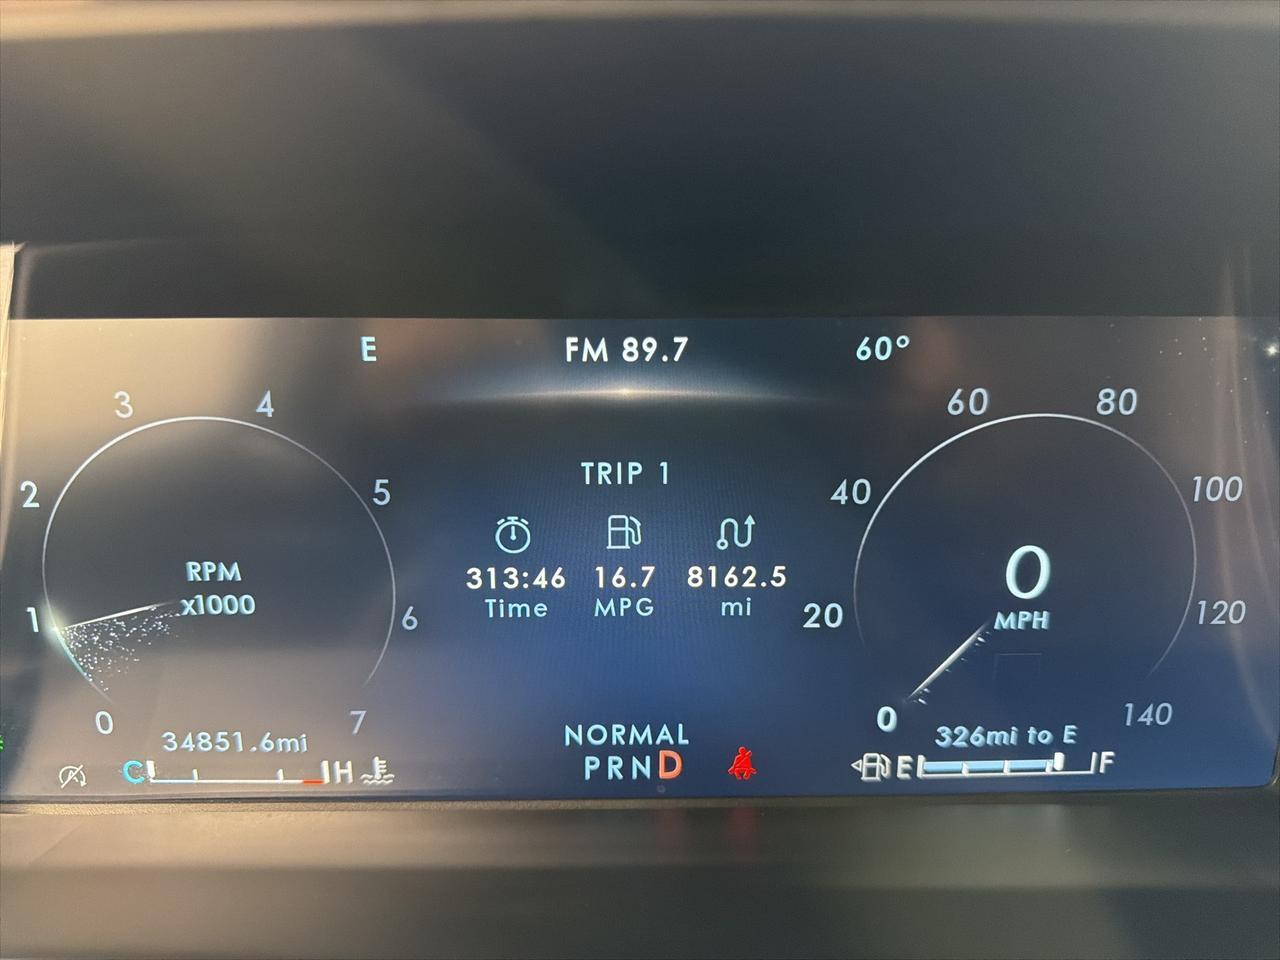 E FM 89.7 60°
3 4
2 5
1 6
0 7
RPM
x1000
34851.6mi
C H
TRIP 1
313:46 16.7 8162.5
Time MPG mi
NORMAL
PRND
60 80
40 100
20 120
0 140
0
MPH
326mi to E
E F